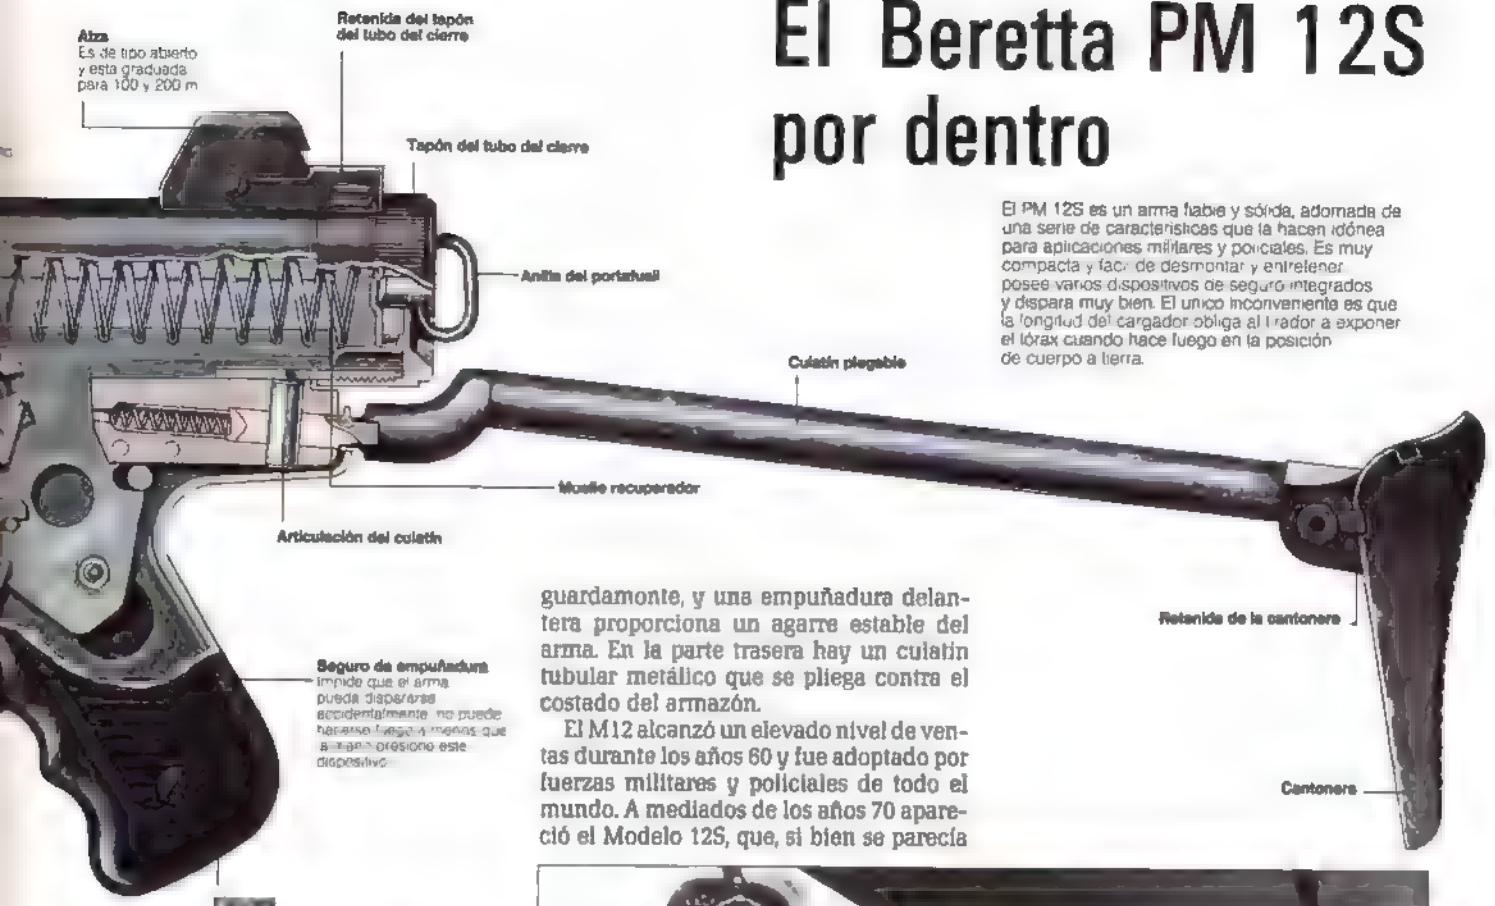 El Beretta PM 12S
por dentro
Alza
Es de tipo abierto
y esta graduada
para 100 y 200 m
Retenida del tapón
del tubo del cierre
Tapón del tubo del cierre
Anilla del portafusil
El PM 12S es un arma fiable y sólida, adornada de
una serie de características que la hacen idónea
para aplicaciones militares y policiales. Es muy
compacta y fácil de desmontar y entretener
posee varios dispositivos de seguro integrados
y dispara muy bien. El unico inconveniente es que
la longitud del cargador obliga al tirador a exponer
el tórax cuando hace fuego en la posición
de cuerpo a tierra.
Culatín plegable
Muelle recuperador
Articulación del culatín
Retenida de la cantonera
Cantonera
Seguro de empuñadura
Impide que el arma
pueda dispararse
accidentalmente no puede
hacerse fuego a menos que
la mano presione este
dispositivo
guardamonte, y una empuñadura delan-
tera proporciona un agarre estable del
arma. En la parte trasera hay un culatín
tubular metálico que se pliega contra el
costado del armazón.
El M12 alcanzó un elevado nivel de ven-
tas durante los años 60 y fue adoptado por
fuerzas militares y policiales de todo el
mundo. A mediados de los años 70 apare-
ció el Modelo 12S, que, si bien se parecía